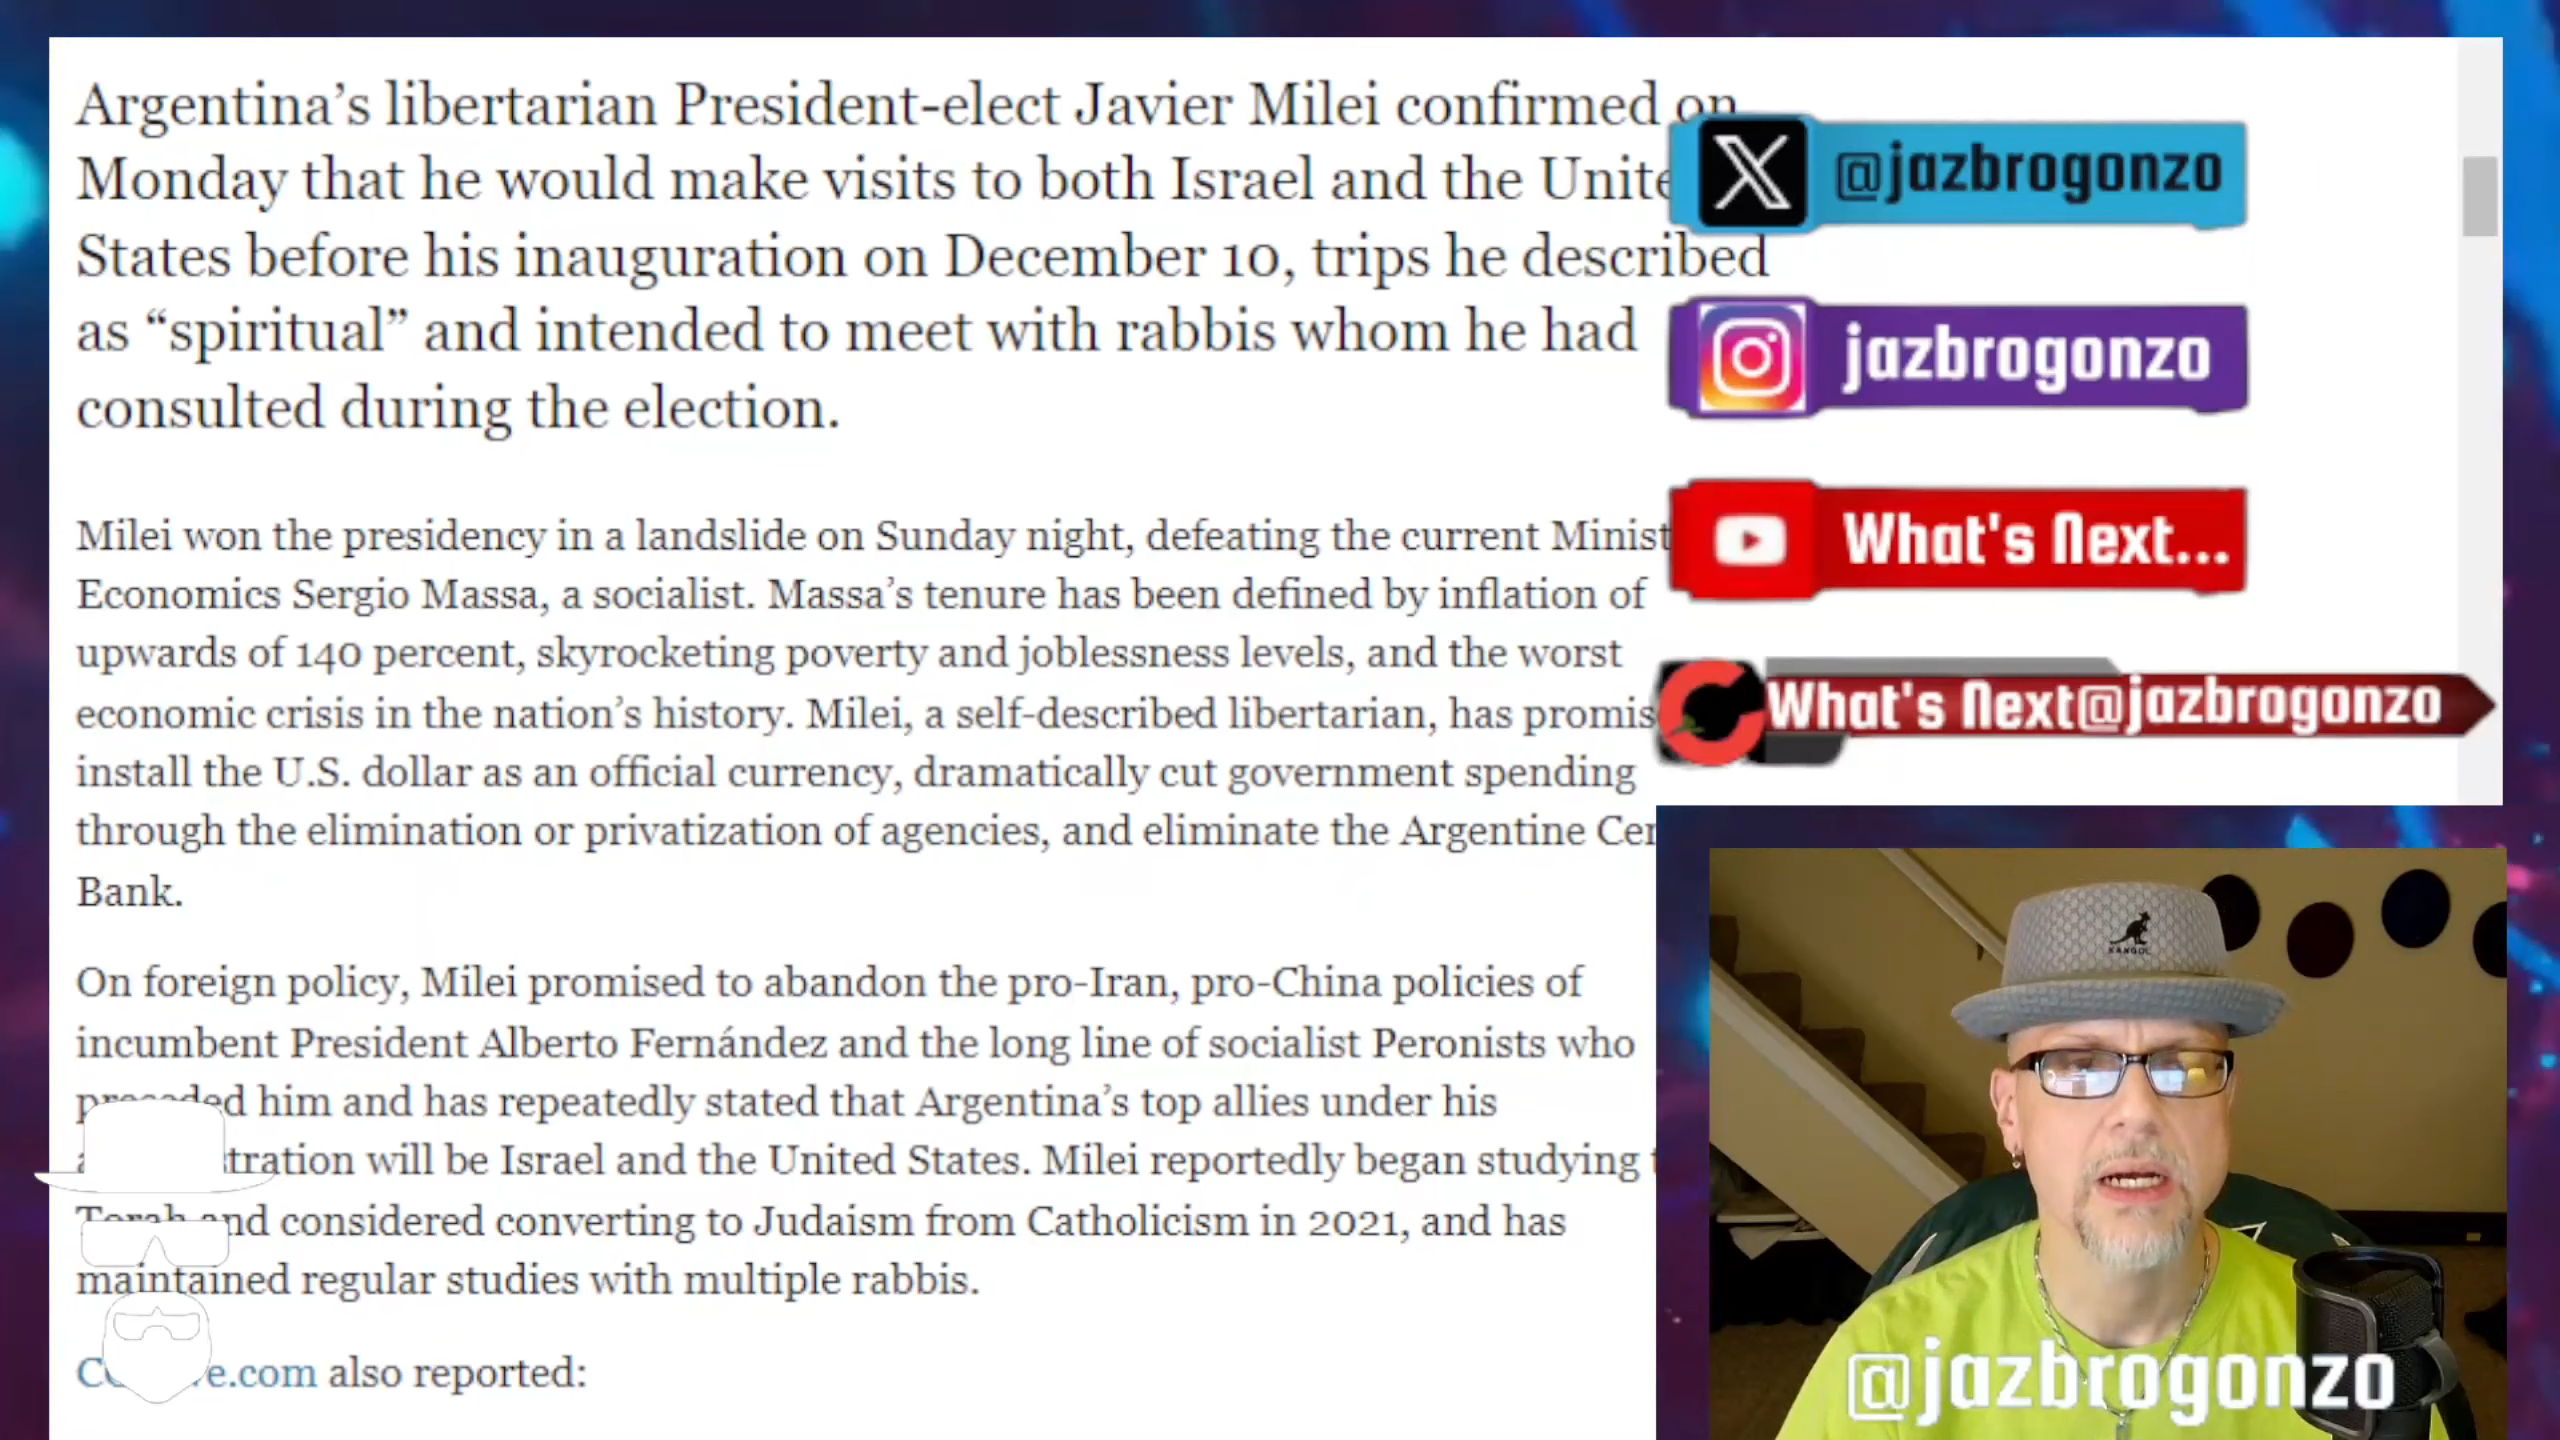 Argentina’s libertarian President-elect Javier Milei confirmed on
Monday that he would make visits to both Israel and the Unite
States before his inauguration on December 10, trips he described
as “spiritual” and intended to meet with rabbis whom he had
consulted during the election.
Milei won the presidency in a landslide on Sunday night, defeating the current Minist
Economics Sergio Massa, a socialist. Massa’s tenure has been defined by inflation of
upwards of 140 percent, skyrocketing poverty and joblessness levels, and the worst
economic crisis in the nation’s history. Milei, a self-described libertarian, has promis
install the U.S. dollar as an official currency, dramatically cut government spending
through the elimination or privatization of agencies, and eliminate the Argentine Cen
Bank.
On foreign policy, Milei promised to abandon the pro-Iran, pro-China policies of
incumbent President Alberto Fernández and the long line of socialist Peronists who
preceded him and has repeatedly stated that Argentina’s top allies under his
stration will be Israel and the United States. Milei reportedly began studying
Torah and considered converting to Judaism from Catholicism in 2021, and has
maintained regular studies with multiple rabbis.
e.com also reported:
@jazbrogonzo
jazbrogonzo
What's Next...
What's Next@jazbrogonzo
KANGOL
@jazbrogonzo